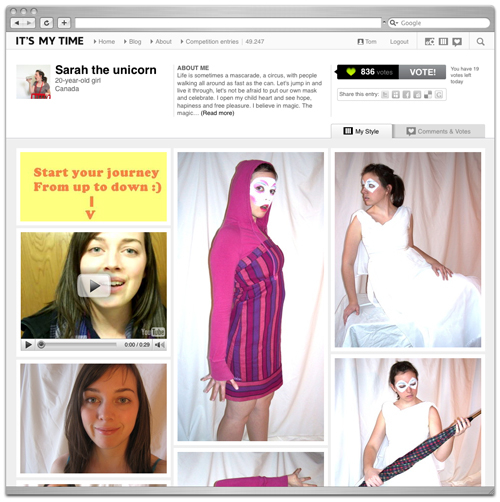 Google
IT'S MY TIME
Home
Blog
About
Competition entries | 49.247
Tom
Logout
Sarah the unicorn
20-year-old girl
Canada
ABOUT ME
Life is sometimes a mascarade, a circus, with people
walking all around as fast as the can. Let's jump in and
live it through, let's not be afraid to put our own mask
and celebrate. I open my child heart and see hope,
hapiness and free pleasure. I believe in magic. The
magic... (Read more)
836 votes
VOTE!
You have 19
votes left
today
Share this entry:
My Style
Comments & Votes
Start your journey
From up to down :)
|
V
YouTube
0:00 / 0:29